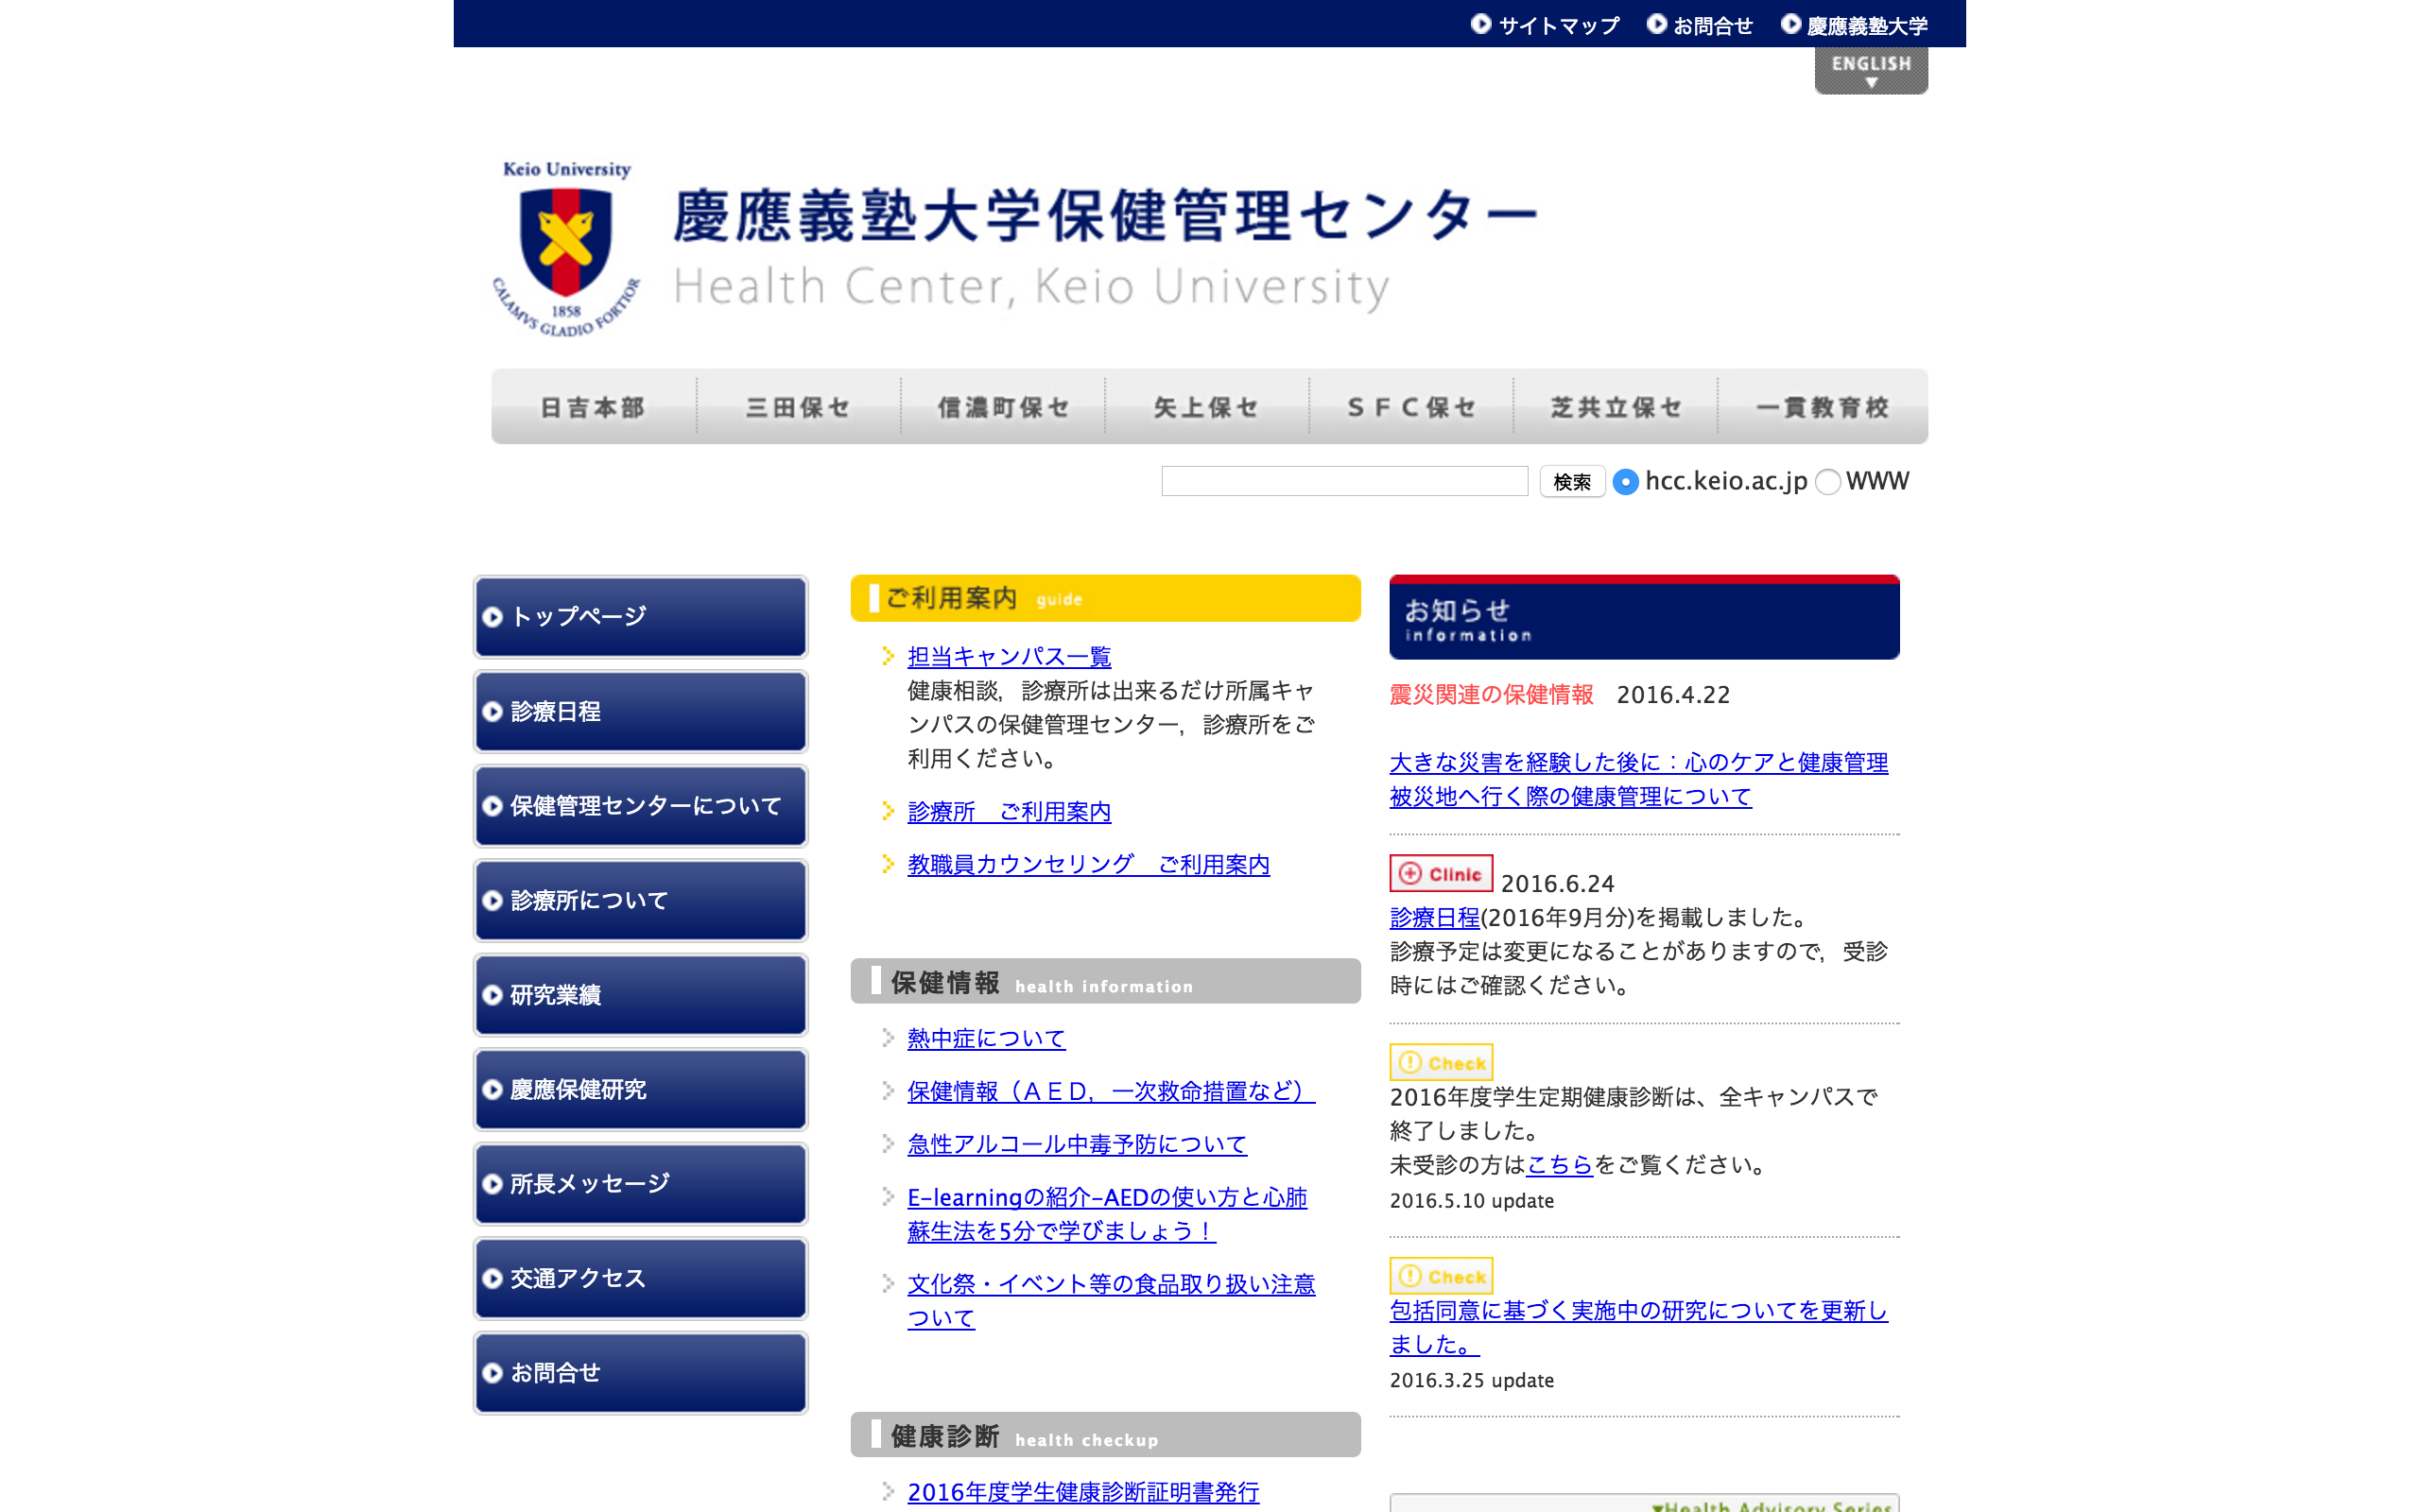 サイトマップ お問合せ 慶應義塾大学
ENGLISH
Keio University
1858
CALAMVS GLADIO FORTIOR
慶應義塾大学保健管理センター
Health Center, Keio University
日吉本部 三田保セ 信濃町保セ 矢上保セ ＳＦＣ保セ 芝共立保セ 一貫教育校
検索 hcc.keio.ac.jp WWW
トップページ
診療日程
保健管理センターについて
診療所について
研究業績
慶應保健研究
所長メッセージ
交通アクセス
お問合せ
ご利用案内 guide
担当キャンパス一覧
健康相談，診療所は出来るだけ所属キャ
ンパスの保健管理センター，診療所をご
利用ください。
診療所　ご利用案内
教職員カウンセリング　ご利用案内
保健情報 health information
熱中症について
保健情報（ＡＥＤ，一次救命措置など）
急性アルコール中毒予防について
E-learningの紹介−AEDの使い方と心肺
蘇生法を5分で学びましょう！
文化祭・イベント等の食品取り扱い注意
ついて
健康診断 health checkup
2016年度学生健康診断証明書発行
お知らせ
information
震災関連の保健情報　2016.4.22
大きな災害を経験した後に：心のケアと健康管理
被災地へ行く際の健康管理について
Clinic 2016.6.24
診療日程(2016年9月分)を掲載しました。
診療予定は変更になることがありますので，受診
時にはご確認ください。
Check
2016年度学生定期健康診断は、全キャンパスで
終了しました。
未受診の方はこちらをご覧ください。
2016.5.10 update
Check
包括同意に基づく実施中の研究についてを更新し
ました。
2016.3.25 update
▼Health Advisory Series